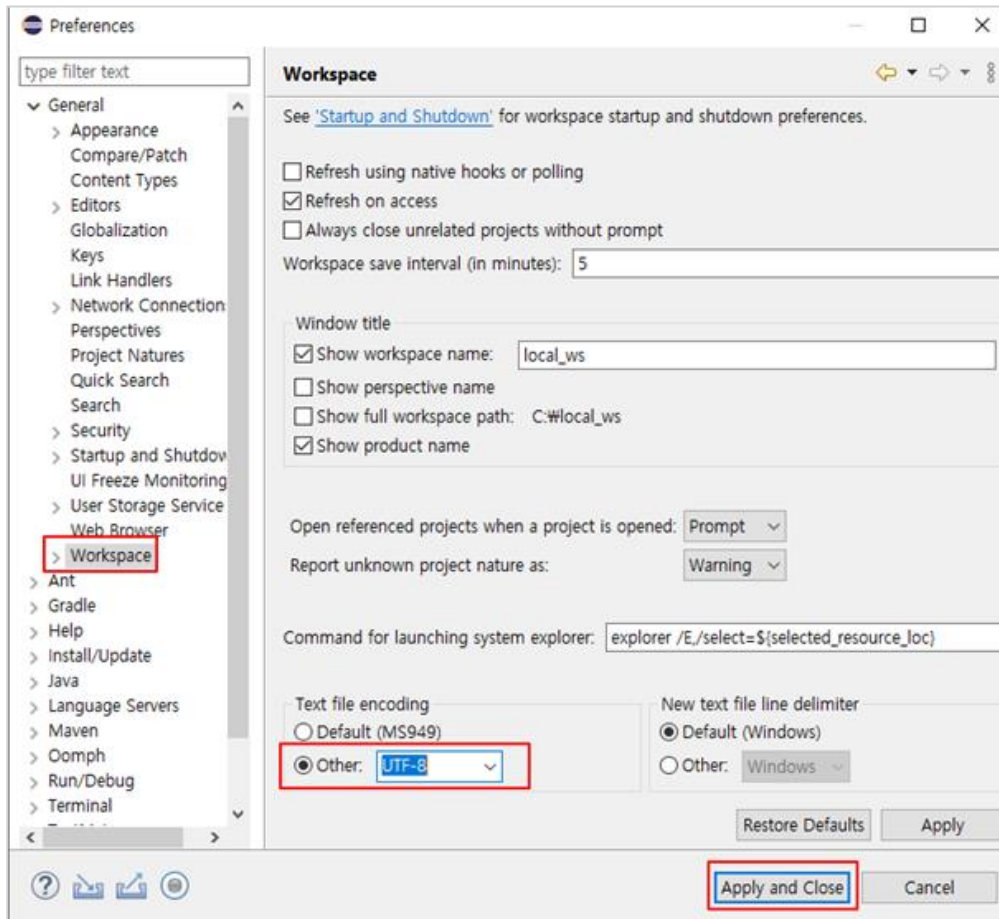 Preferences
type filter text
General
Appearance
Compare/Patch
Content Types
Editors
Globalization
Keys
Link Handlers
Network Connection
Perspectives
Project Natures
Quick Search
Search
Security
Startup and Shutdow
UI Freeze Monitoring
User Storage Service
Web Browser
Workspace
Ant
Gradle
Help
Install/Update
Java
Language Servers
Maven
Oomph
Run/Debug
Terminal
Workspace
See 'Startup and Shutdown' for workspace startup and shutdown preferences.
Refresh using native hooks or polling
Refresh on access
Always close unrelated projects without prompt
Workspace save interval (in minutes): 5
Window title
Show workspace name: local_ws
Show perspective name
Show full workspace path: C:₩local_ws
Show product name
Open referenced projects when a project is opened: Prompt
Report unknown project nature as: Warning
Command for launching system explorer: explorer /E,/select=${selected_resource_loc}
Text file encoding
Default (MS949)
Other: UTF-8
New text file line delimiter
Default (Windows)
Other: Windows
Restore Defaults Apply
Apply and Close Cancel